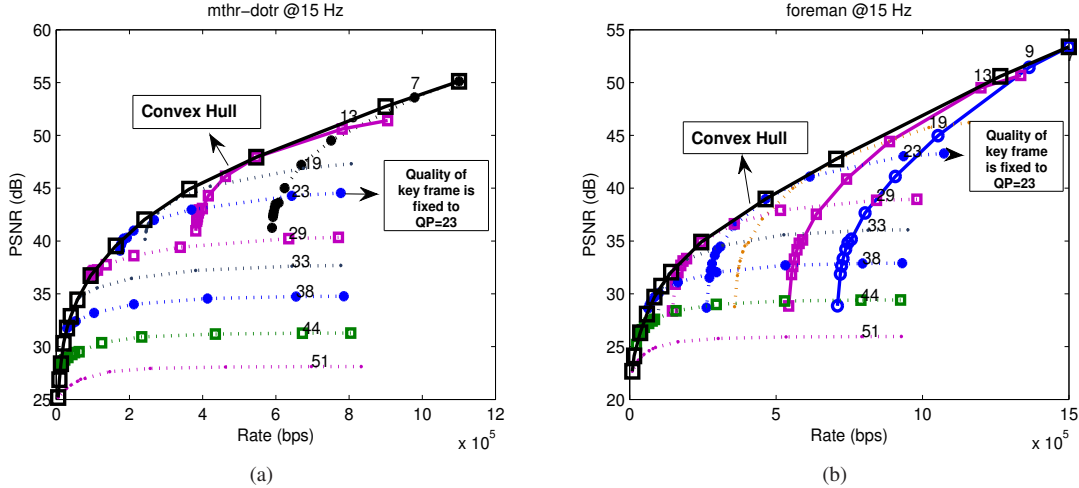 mthr-dotr @15 Hz
60
55
50
45
40
35
30
25
PSNR (dB)
0
2
4
6
8
10
12
Rate (bps)
x 10^5
7
13
19
23
29
33
38
44
51
Convex Hull
Quality of
key frame is
fixed to
QP=23
(a)
foreman @15 Hz
55
50
45
40
35
30
25
20
PSNR (dB)
0
5
10
15
Rate (bps)
x 10^5
9
13
19
23
29
33
38
44
51
Convex Hull
Quality of
key frame
is fixed to
QP=23
(b)